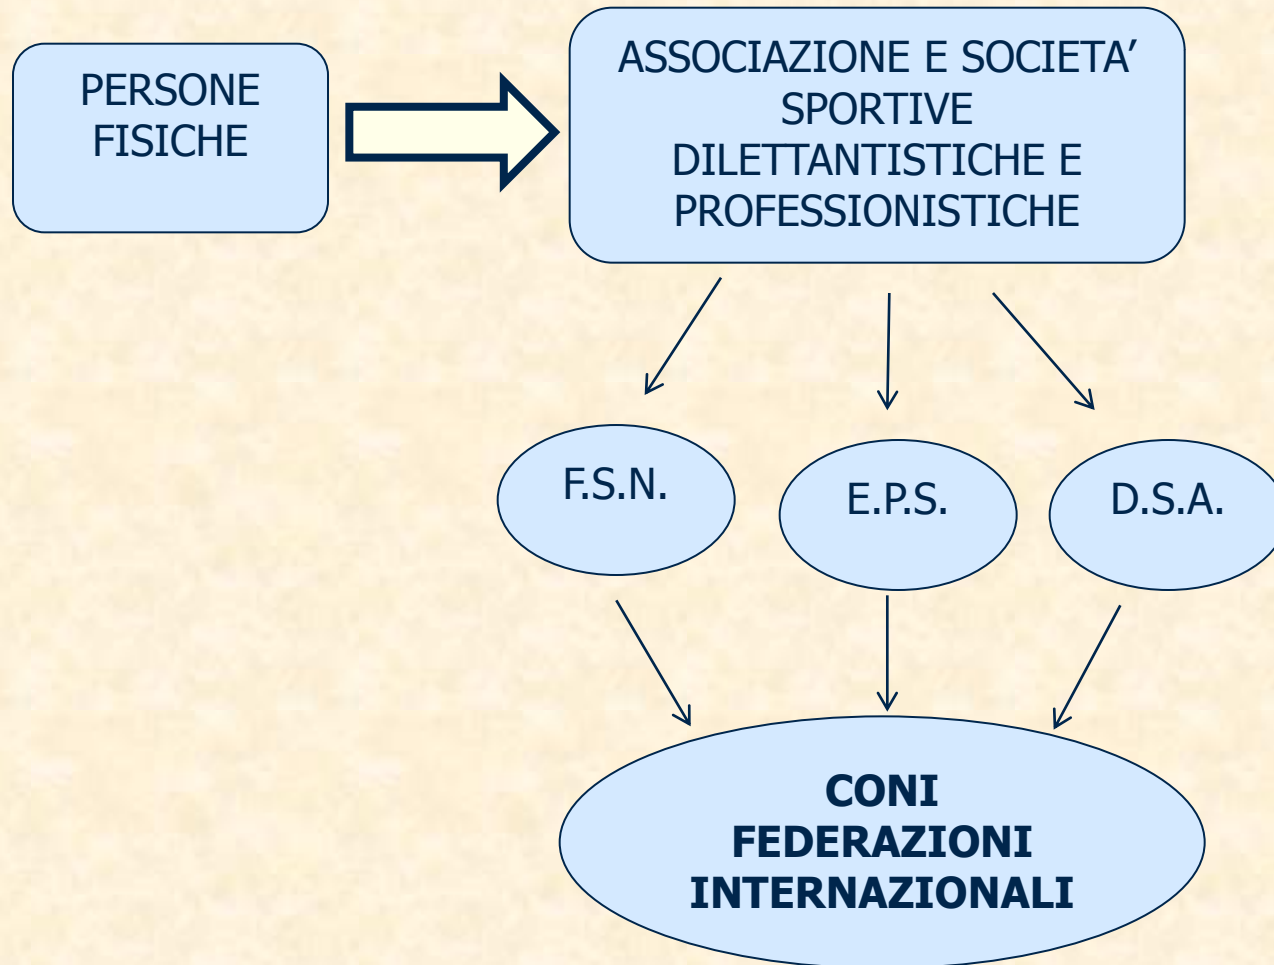 PERSONE
FISICHE
ASSOCIAZIONE E SOCIETA’
SPORTIVE
DILETTANTISTICHE E
PROFESSIONISTICHE
F.S.N.
E.P.S.
D.S.A.
CONI
FEDERAZIONI
INTERNAZIONALI